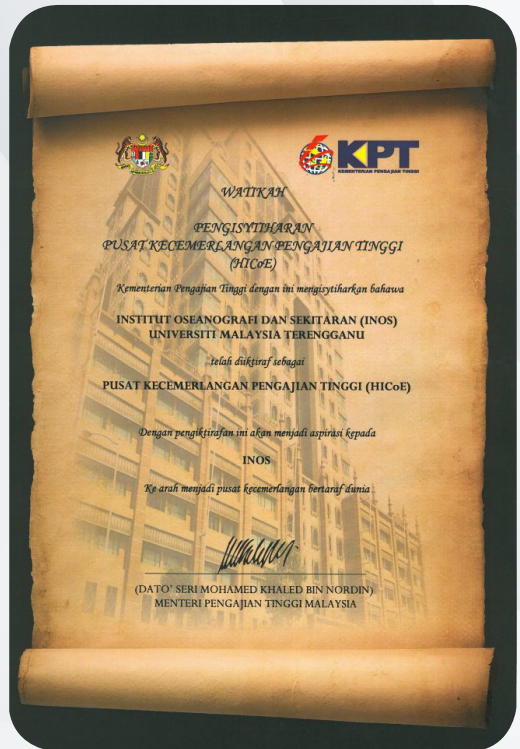 KPT
KEMENTERIAN PENGAJIAN TINGGI
WATIKAH
PENGISYTIHARAN
PUSAT KECEMERLANGAN PENGAJIAN TINGGI
(HICoE)
Kementerian Pengajian Tinggi dengan ini mengisytiharkan bahawa
INSTITUT OSEANOGRAFI DAN SEKITARAN (INOS)
UNIVERSITI MALAYSIA TERENGGANU
telah diiktiraf sebagai
PUSAT KECEMERLANGAN PENGAJIAN TINGGI (HICoE)
Dengan pengiktirafan ini akan menjadi aspirasi kepada
INOS
Ke arah menjadi pusat kecemerlangan bertaraf dunia
(DATO' SERI MOHAMED KHALED BIN NORDIN)
MENTERI PENGAJIAN TINGGI MALAYSIA